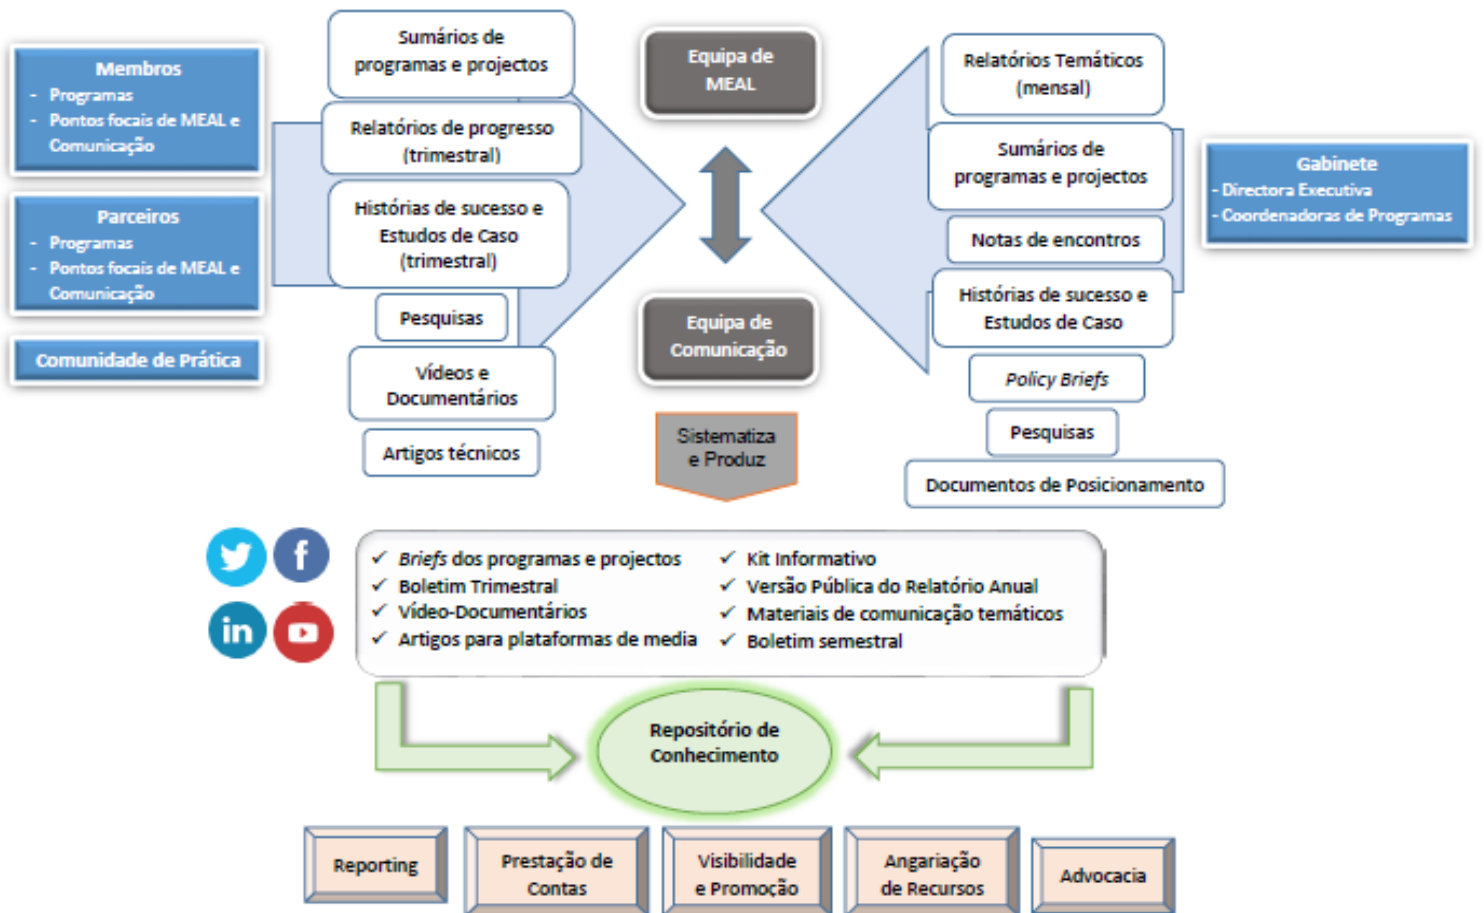 Membros
- Programas
- Pontos focais de MEAL e
Comunicação
Parceiros
- Programas
- Pontos focais de MEAL e
Comunicação
Comunidade de Prática
Sumários de
programas e projectos
Relatórios de progresso
(trimestral)
Histórias de sucesso e
Estudos de Caso
(trimestral)
Pesquisas
Vídeos e
Documentários
Artigos técnicos
Equipa de
MEAL
Equipa de
Comunicação
Sistematiza
e Produz
Relatórios Temáticos
(mensal)
Sumários de
programas e projectos
Notas de encontros
Histórias de sucesso e
Estudos de Caso
Policy Briefs
Pesquisas
Documentos de Posicionamento
Gabinete
- Directora Executiva
- Coordenadoras de Programas
f
in
✓ Briefs dos programas e projectos
✓ Boletim Trimestral
✓ Vídeo-Documentários
✓ Artigos para plataformas de media
✓ Kit Informativo
✓ Versão Pública do Relatório Anual
✓ Materiais de comunicação temáticos
✓ Boletim semestral
Repositório de
Conhecimento
Reporting
Prestação de
Contas
Visibilidade
e Promoção
Angariação
de Recursos
Advocacia